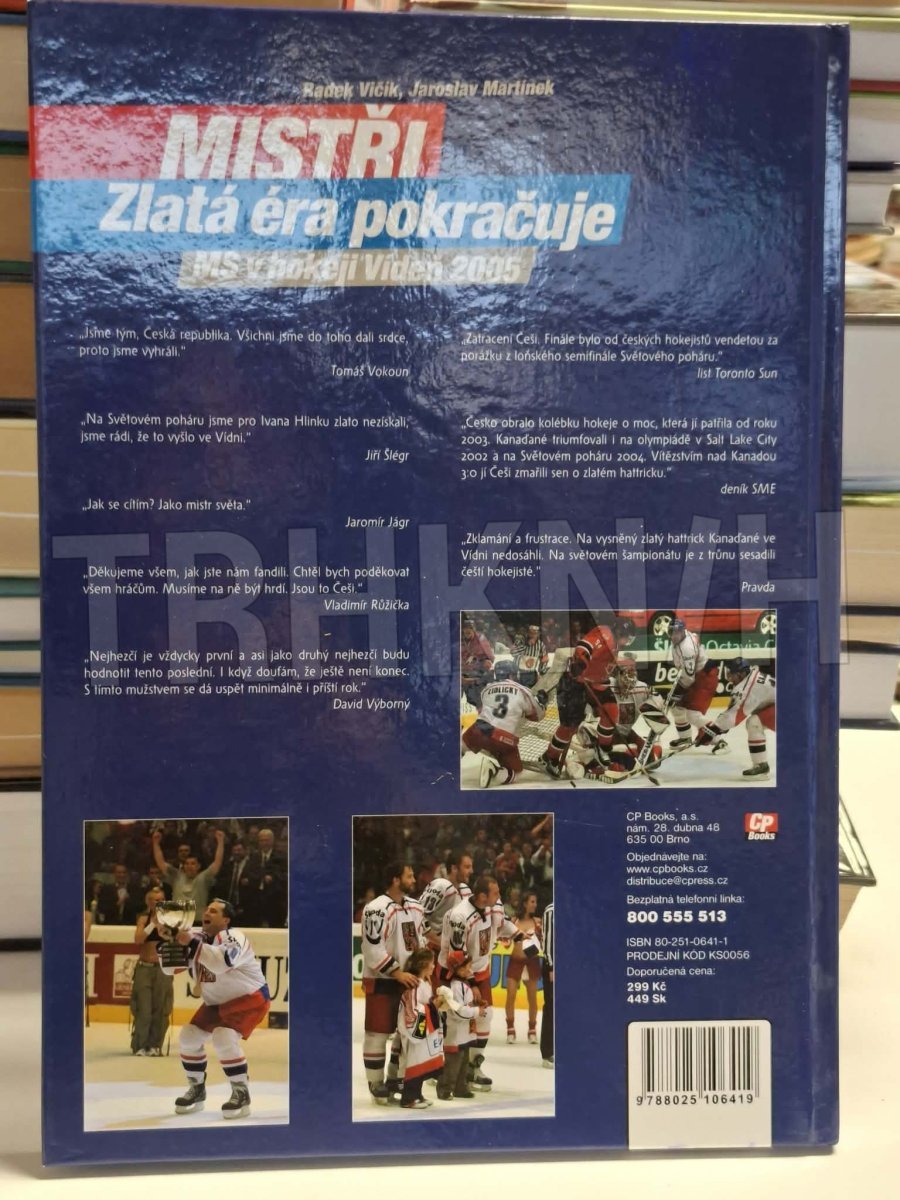 Radek Vičík, Jaroslav Martínek
MISTŘI
Zlatá éra pokračuje
MS v hokeji Vídeň 2005
„Jsme tým, Česká republika. Všichni jsme do toho dali srdce,
proto jsme vyhráli.“
Tomáš Vokoun
„Na Světovém poháru jsme pro Ivana Hlinku zlato nezískali,
jsme rádi, že to vyšlo ve Vídni.“
Jiří Šlégr
„Jak se cítím? Jako mistr světa.“
Jaromír Jágr
„Děkujeme všem, jak jste nám fandili. Chtěl bych poděkovat
všem hráčům. Musíme na ně být hrdí. Jsou to Češi.“
Vladimír Růžička
„Nejhezčí je vždycky první a asi jako druhý nejhezčí budu
hodnotit tento poslední. I když doufám, že ještě není konec.
S tímto mužstvem se dá uspět minimálně i příští rok.“
David Výborný
„Zatracení Češi. Finále bylo od českých hokejistů vendetou za
porážku z loňského semifinále Světového poháru.“
list Toronto Sun
„Česko obralo kolébku hokeje o moc, která jí patřila od roku
2003. Kanaďané triumfovali i na olympiádě v Salt Lake City
2002 a na Světovém poháru 2004. Vítězstvím nad Kanadou
3:0 jí Češi zmařili sen o zlatém hattricku.“
deník SME
„Zklamání a frustrace. Na vysněný zlatý hattrick Kanaďané ve
Vídni nedosáhli. Na světovém šampionátu je z trůnu sesadili
čeští hokejisté.“
Pravda
TRHKNIH
Octavia
ŽIDLICKÝ
3
CP Books, a.s.
nám. 28. dubna 48
635 00 Brno
CP
Books
Objednávejte na:
www.cpbooks.cz
distribuce@cpress.cz
Bezplatná telefonní linka:
800 555 513
ISBN 80-251-0641-1
PRODEJNÍ KÓD KS0056
Doporučená cena:
299 Kč
449 Sk
9 788025 106419